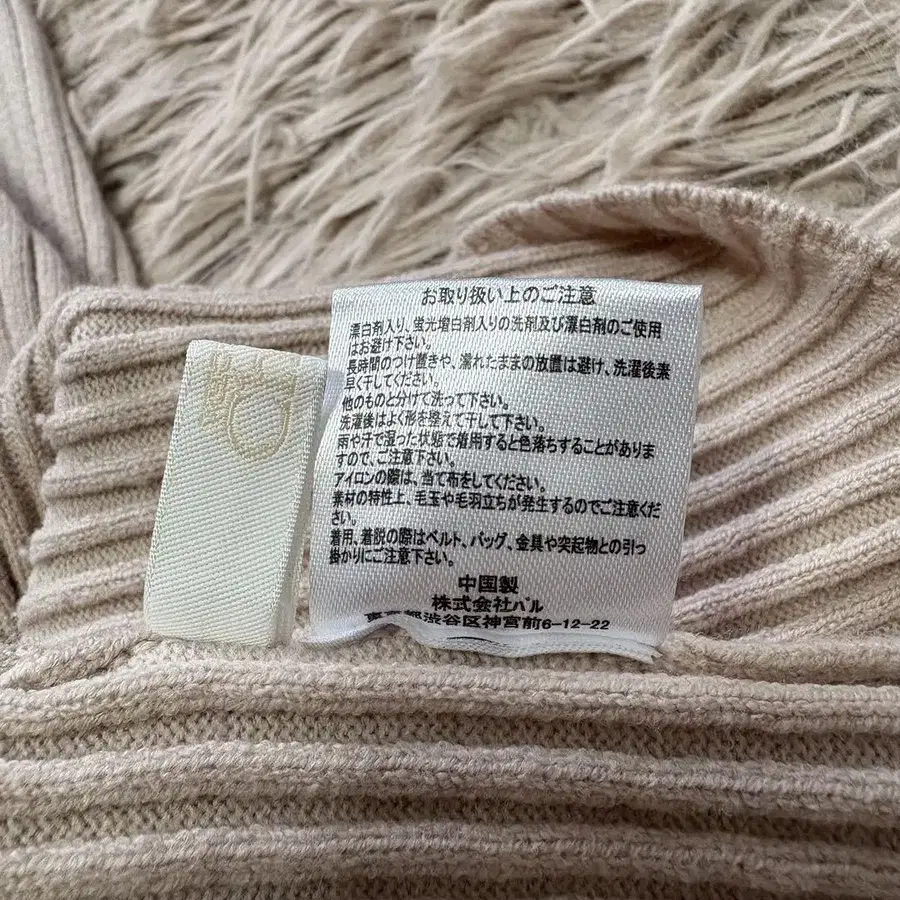 お取り扱い上のご注意
漂白剤入り、蛍光増白剤入りの洗剤及び漂白剤のご使用
はお避け下さい。
長時間のつけ置きや、濡れたままの放置は避け、洗濯後素
早く干してください。
他のものと分けて洗って下さい。
洗濯後はよく形を整えて干して下さい。
雨や汗で湿った状態で着用すると色落ちすることがありま
すので、ご注意下さい。
アイロンの際は、当て布をしてください。
素材の特性上、毛玉や毛羽立ちが発生するのでご注意くだ
さい。
着用、着脱の際はベルト、バッグ、金具や突起物との引っ
掛かりにご注意下さい。
中国製
株式会社パル
東京都渋谷区神宮前6-12-22